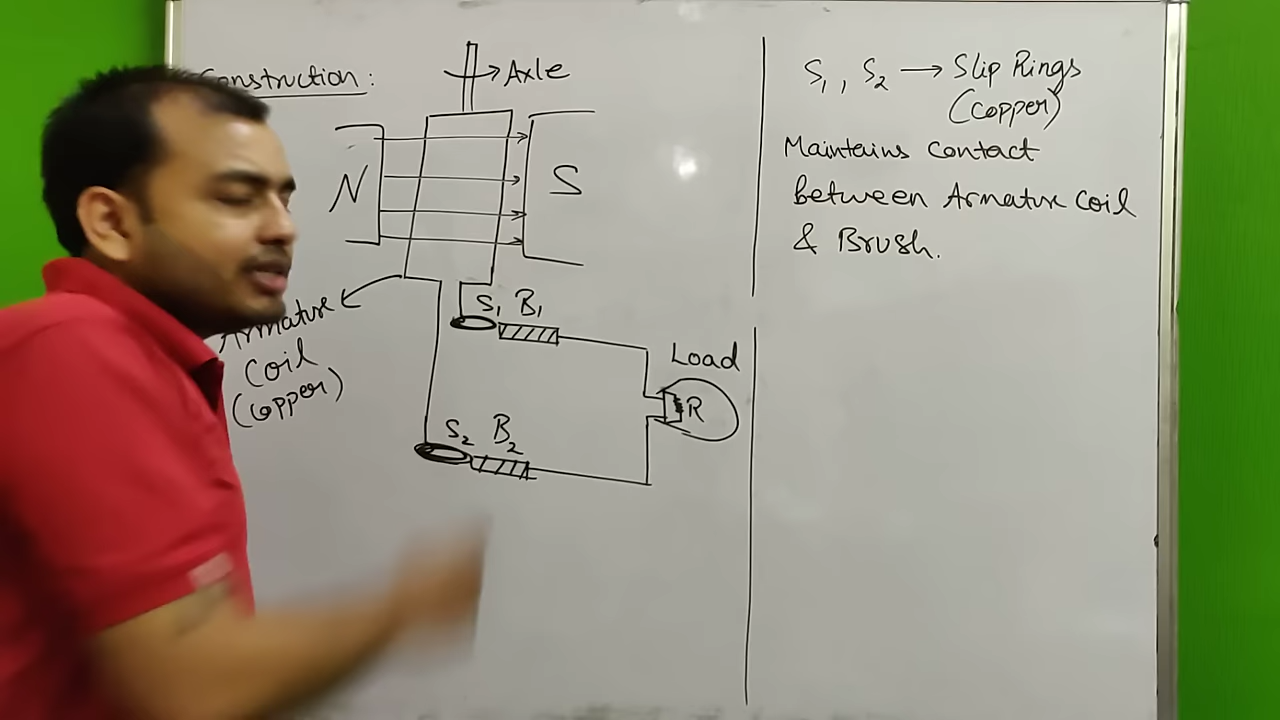 Construction:
Axle
N
S
Armature
Coil
(Copper)
S₁ B₁
Load
R
S₂ B₂
S₁, S₂ → Slip Rings
(Copper)
Maintains Contact
between Armature Coil
& Brush.